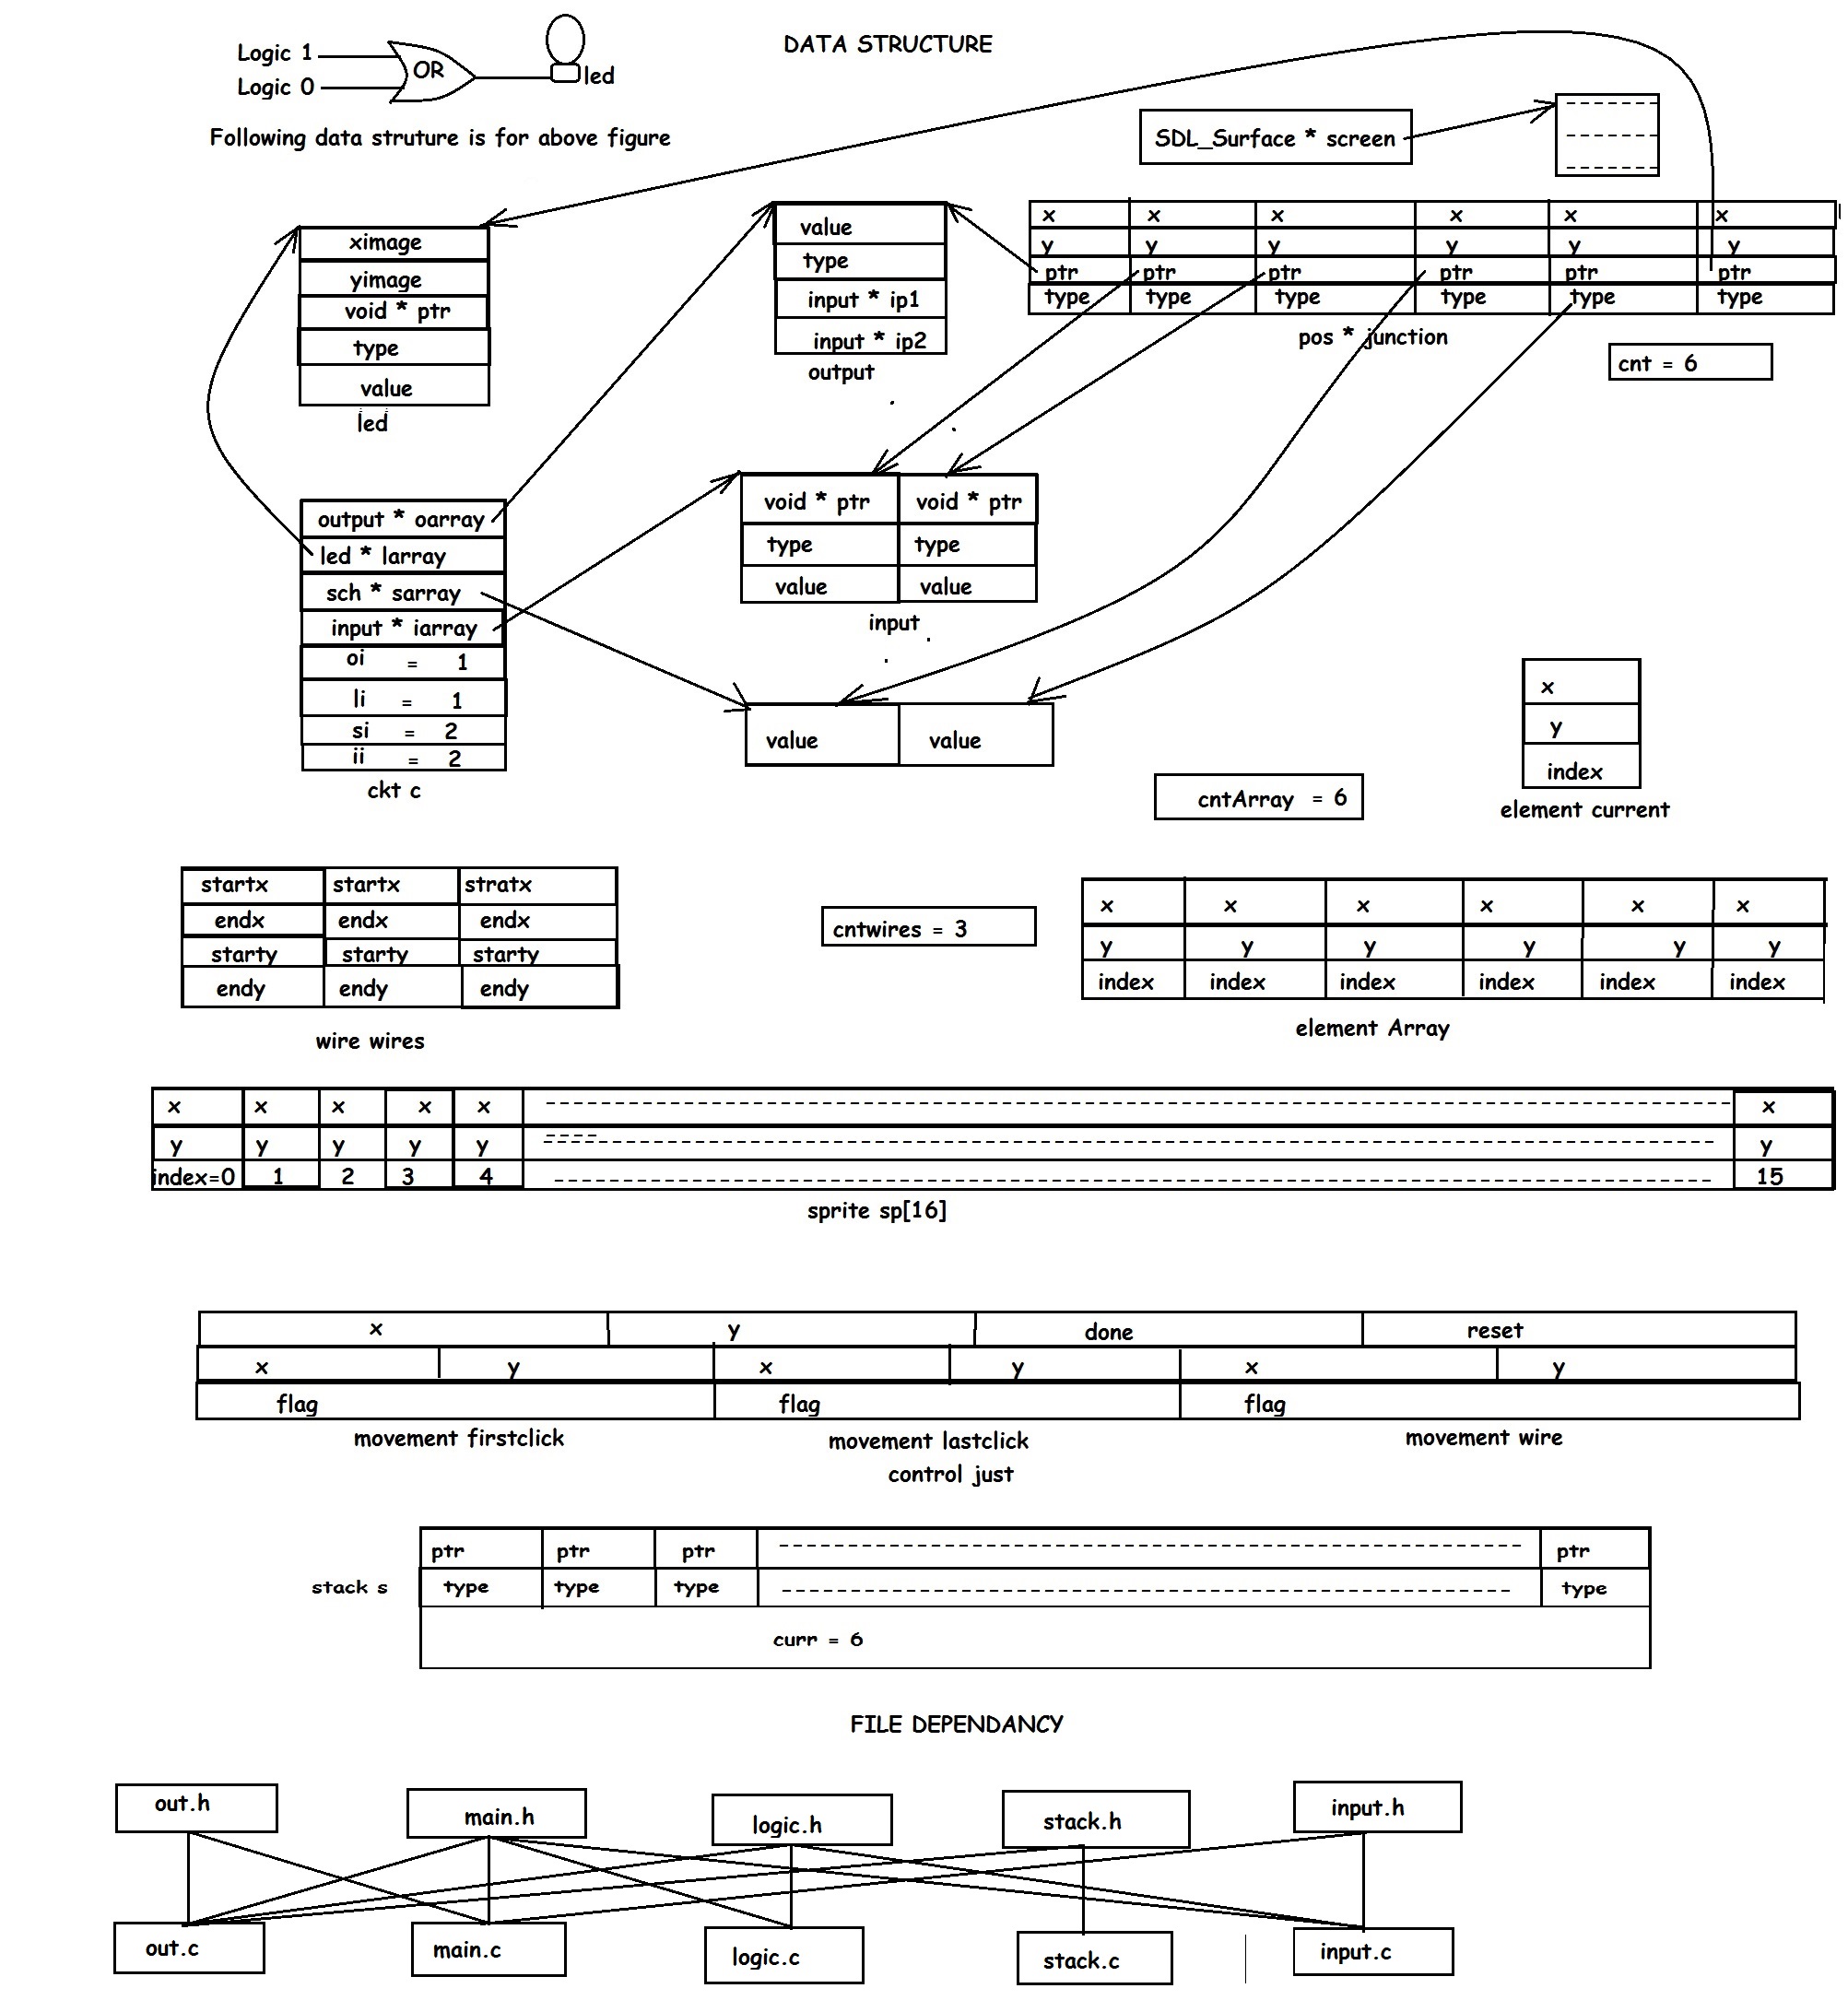 DATA STRUCTURE
Logic 1
OR
led
Logic 0
Following data struture is for above figure
SDL_Surface * screen
x x x x x x
y y y y y y
ptr ptr ptr ptr ptr ptr
type type type type type type
pos * junction
cnt = 6
value
type
input * ip1
input * ip2
output
ximage
yimage
void * ptr
type
value
led
void * ptr void * ptr
type type
value value
input
output * oarray
led * larray
sch * sarray
input * iarray
oi = 1
li = 1
si = 2
ii = 2
ckt c
value value
x
y
index
element current
cntArray = 6
startx startx stratx
endx endx endx
starty starty starty
endy endy endy
wire wires
cntwires = 3
x x x x x x
y y y y y y
index index index index index index
element Array
x x x x x x
y y y y y y
index=0 1 2 3 4 15
sprite sp[16]
x y done reset
x y x y x y
flag flag flag
movement firstclick movement lastclick movement wire
control just
ptr ptr ptr ptr
stack s type type type type
curr = 6
FILE DEPENDANCY
out.h main.h logic.h stack.h input.h
out.c main.c logic.c stack.c input.c